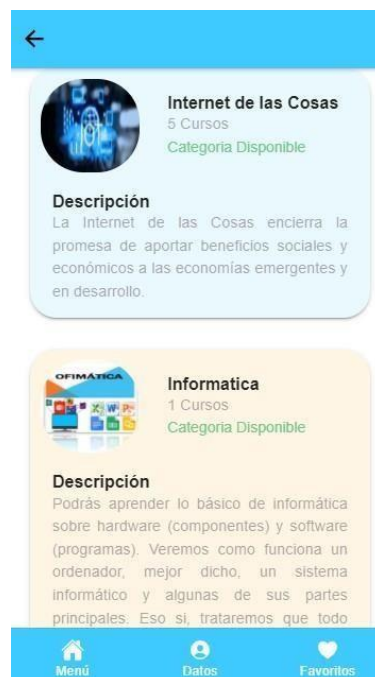 Internet de las Cosas
5 Cursos
Categoria Disponible
IOT
Descripción
La Internet de las Cosas encierra la
promesa de aportar beneficios sociales y
económicos a las economías emergentes y
en desarrollo.
OFIMÁTICA
Informatica
1 Cursos
Categoria Disponible
Descripción
Podrás aprender lo básico de informática
sobre hardware (componentes) y software
(programas). Veremos como funciona un
ordenador, mejor dicho, un sistema
informático y algunas de sus partes
principales. Eso si, trataremos que todo
Menú
Datos
Favoritos